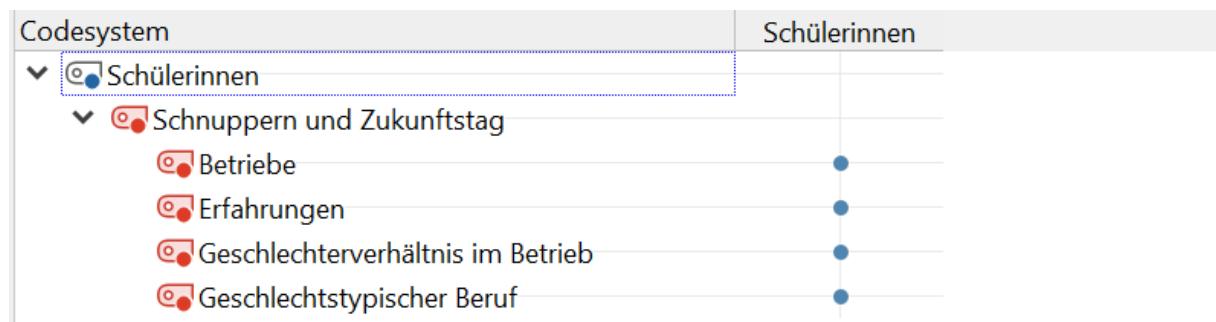 Codesystem Schülerinnen
Schülerinnen
Schnuppern und Zukunftstag
Betriebe
Erfahrungen
Geschlechterverhältnis im Betrieb
Geschlechtstypischer Beruf